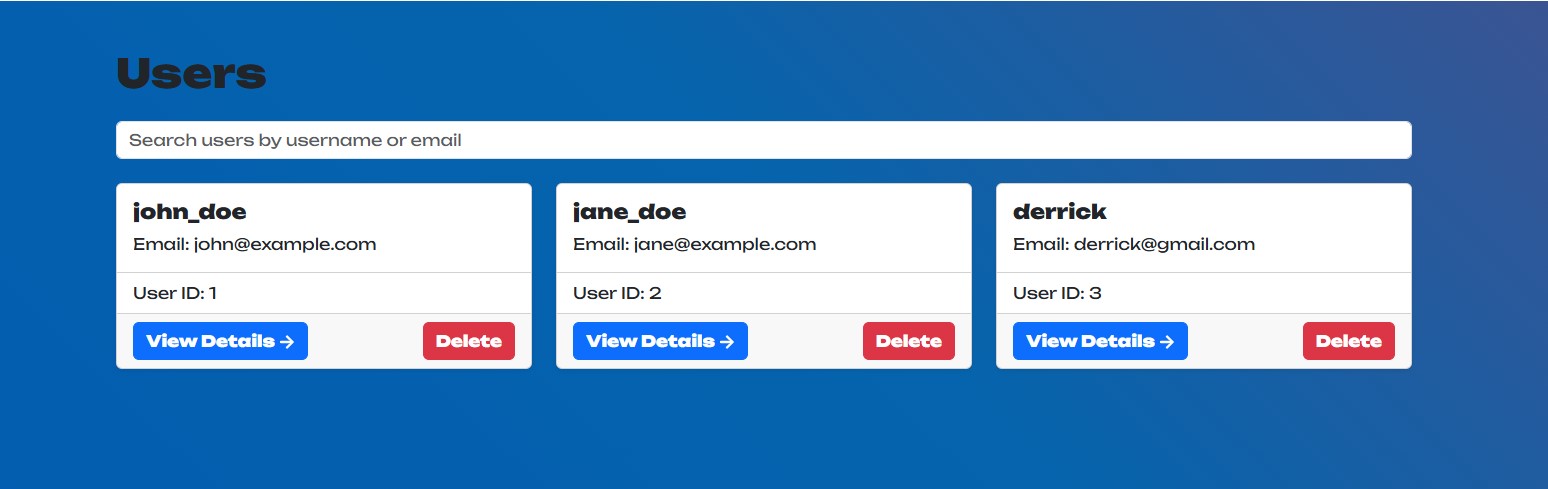 Users
Search users by username or email
john_doe
Email: john@example.com
User ID: 1
View Details →
Delete
jane_doe
Email: jane@example.com
User ID: 2
View Details →
Delete
derrick
Email: derrick@gmail.com
User ID: 3
View Details →
Delete